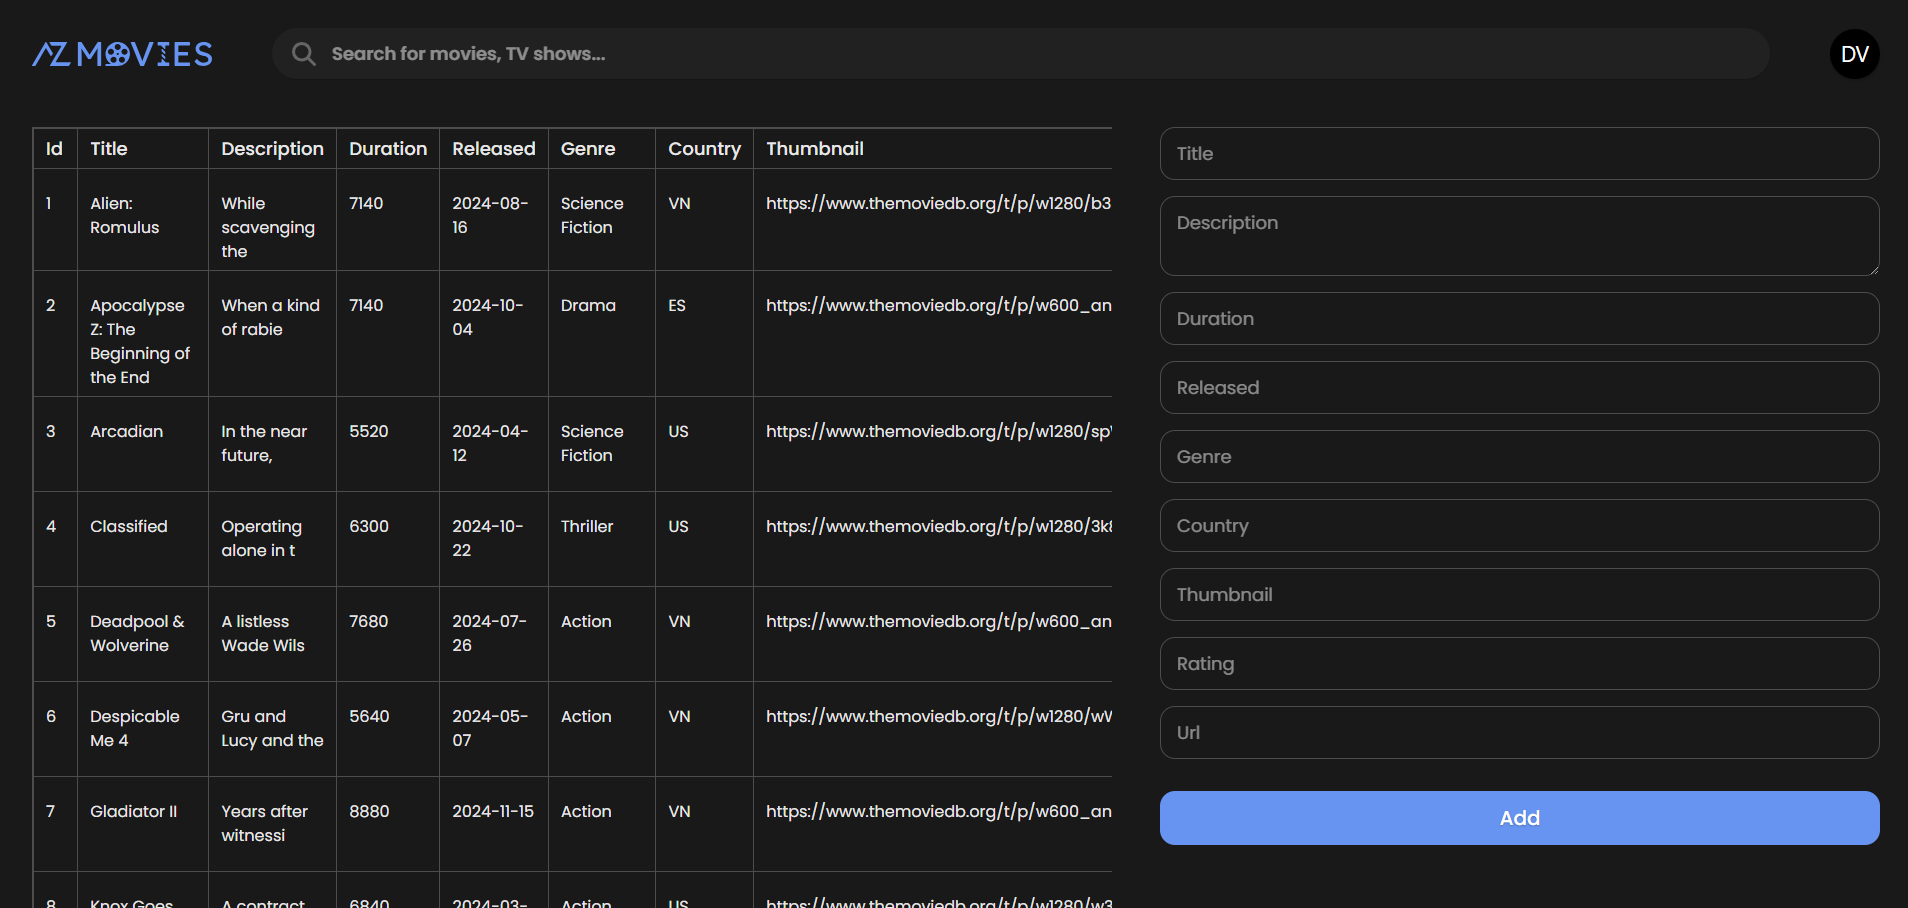 AZ MOVIES
Search for movies, TV shows...
DV
Id Title Description Duration Released Genre Country Thumbnail
1 Alien: While 7140 2024-08- Science VN https://www.themoviedb.org/t/p/w1280/b3
Romulus scavenging 16 Fiction
the
2 Apocalypse When a kind 7140 2024-10- Drama ES https://www.themoviedb.org/t/p/w600_an
Z: The of rabie 04
Beginning of
the End
3 Arcadian In the near 5520 2024-04- Science US https://www.themoviedb.org/t/p/w1280/sp
future, 12 Fiction
4 Classified Operating 6300 2024-10- Thriller US https://www.themoviedb.org/t/p/w1280/3k
alone in t 22
5 Deadpool & A listless 7680 2024-07- Action VN https://www.themoviedb.org/t/p/w600_an
Wolverine Wade Wils 26
6 Despicable Gru and 5640 2024-05- Action VN https://www.themoviedb.org/t/p/w1280/w
Me 4 Lucy and the 07
7 Gladiator II Years after 8880 2024-11-15 Action VN https://www.themoviedb.org/t/p/w600_an
witnessi
8 Knox Goes A contract 6840 2024-03- Action US https://www.themoviedb.org/t/p/w3
Title
Description
Duration
Released
Genre
Country
Thumbnail
Rating
Url
Add